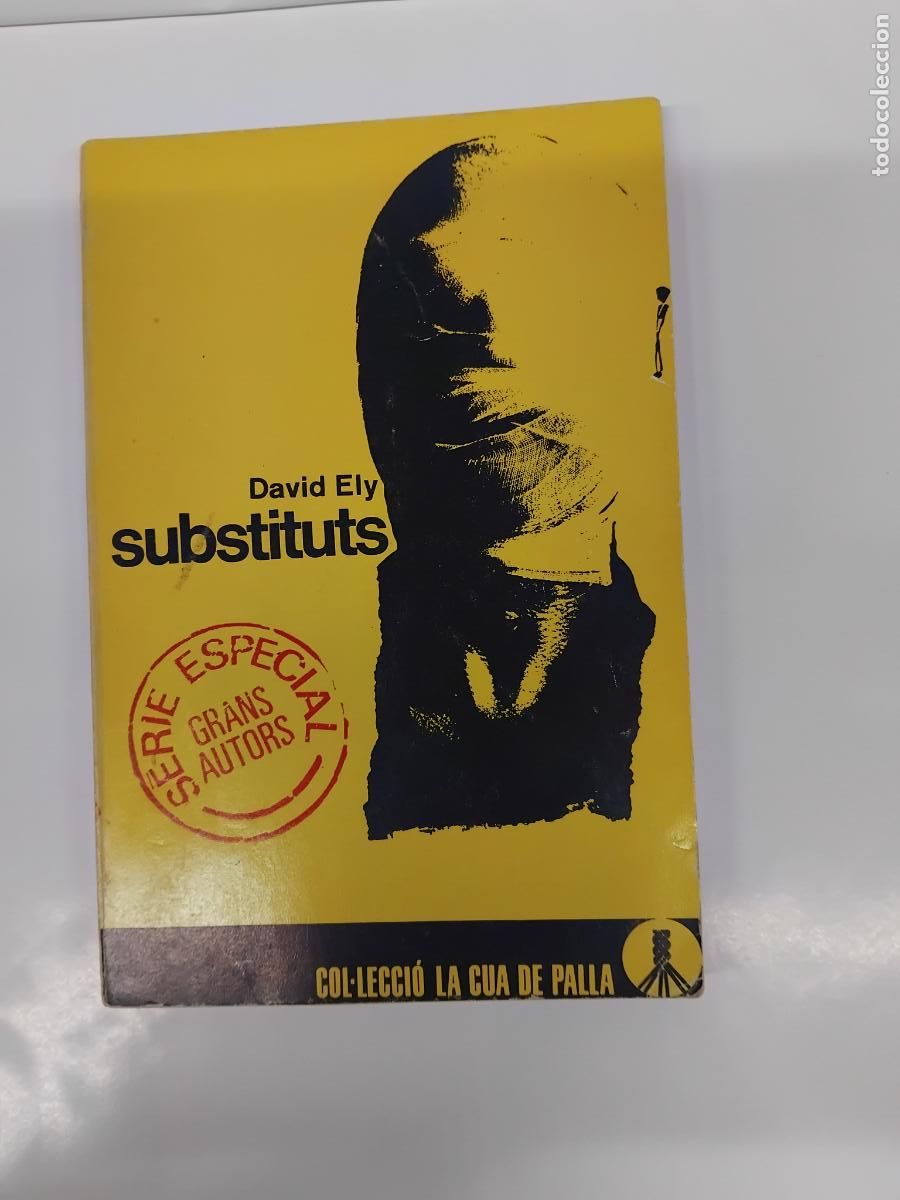 todocoleccion
David Ely
substituts
SÈRIE ESPECIAL
GRANS
AUTORS
COL·LECCIÓ LA CUA DE PALLA